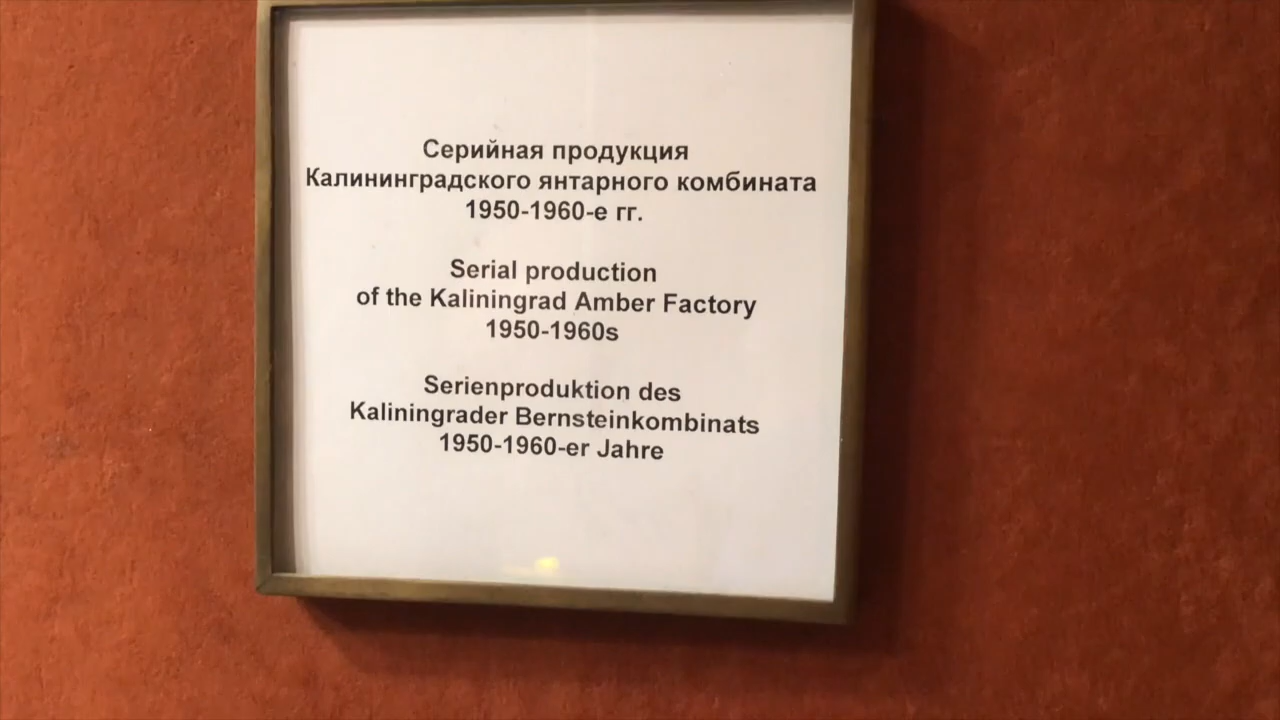 Серийная продукция
Калининградского янтарного комбината
1950-1960-е гг.
Serial production
of the Kaliningrad Amber Factory
1950-1960s
Serienproduktion des
Kaliningrader Bernsteinkombinats
1950-1960-er Jahre